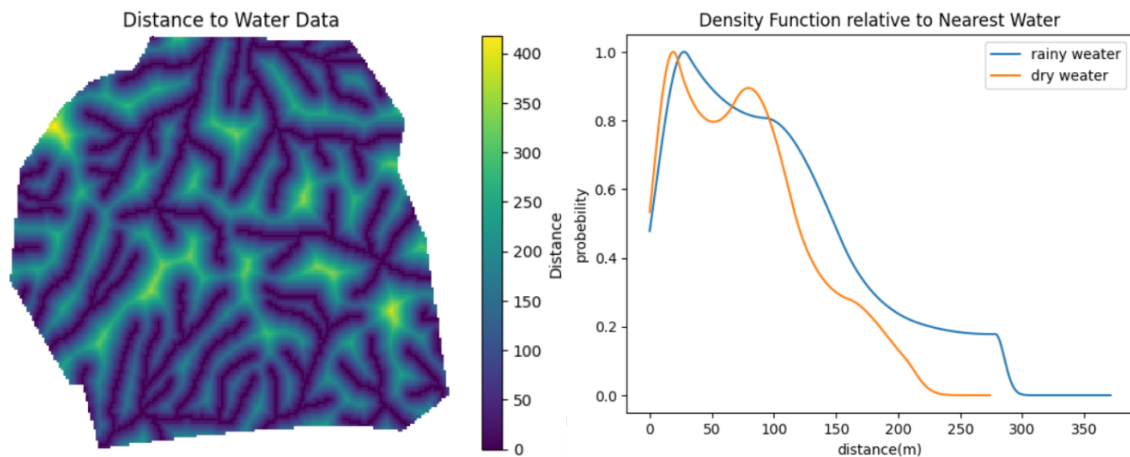 Distance to Water Data
400
350
300
250
200
150
100
50
0
Distance
Density Function relative to Nearest Water
rainy weater
dry weater
1.0
0.8
0.6
0.4
0.2
0.0
probebility
0 50 100 150 200 250 300 350
distance(m)